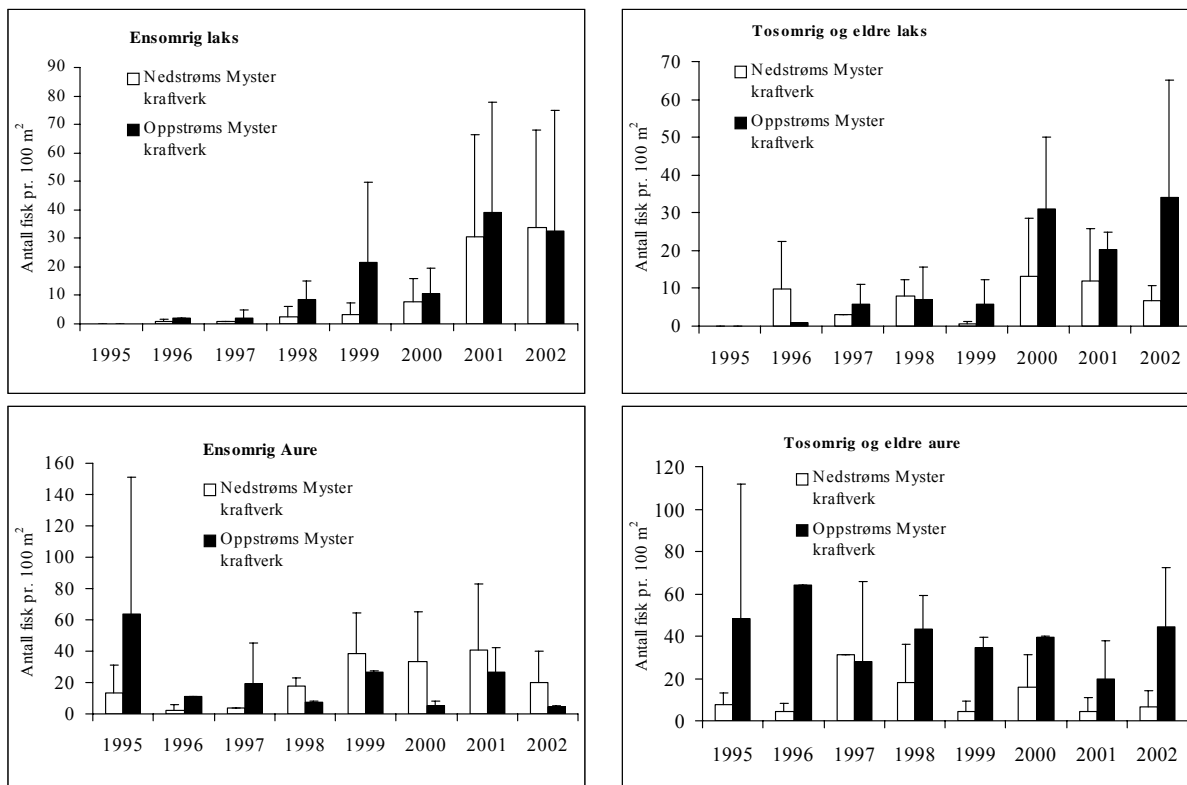 Ensomrig laks
Nedstrøms Myster
kraftverk
Oppstrøms Myster
kraftverk
Antall fisk pr. 100 m²
90
80
70
60
50
40
30
20
10
0
1995 1996 1997 1998 1999 2000 2001 2002
Tosomrig og eldre laks
Nedstrøms Myster
kraftverk
Oppstrøms Myster
kraftverk
Antall fisk pr. 100 m²
70
60
50
40
30
20
10
0
1995 1996 1997 1998 1999 2000 2001 2002
Ensomrig Aure
Nedstrøms Myster
kraftverk
Oppstrøms Myster
kraftverk
Antall fisk pr. 100 m²
160
140
120
100
80
60
40
20
0
1995 1996 1997 1998 1999 2000 2001 2002
Tosomrig og eldre aure
Nedstrøms Myster
kraftverk
Oppstrøms Myster
kraftverk
Antall fisk pr. 100 m²
120
100
80
60
40
20
0
1995 1996 1997 1998 1999 2000 2001 2002